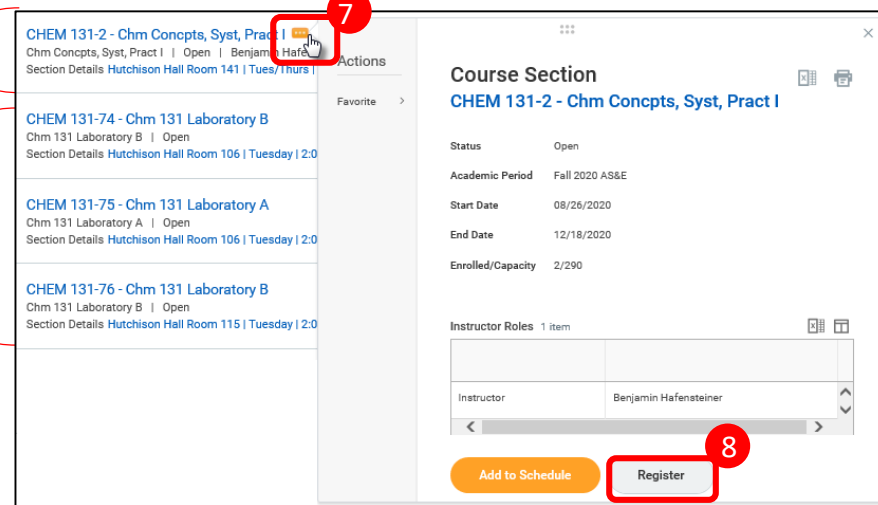 7
CHEM 131-2 - Chm Concpts, Syst, Pract I
Chm Concpts, Syst, Pract I | Open | Benjamin Hafe
Section Details Hutchison Hall Room 141 | Tues/Thurs |
CHEM 131-74 - Chm 131 Laboratory B
Chm 131 Laboratory B | Open
Section Details Hutchison Hall Room 106 | Tuesday | 2:0
CHEM 131-75 - Chm 131 Laboratory A
Chm 131 Laboratory A | Open
Section Details Hutchison Hall Room 106 | Tuesday | 2:0
CHEM 131-76 - Chm 131 Laboratory B
Chm 131 Laboratory B | Open
Section Details Hutchison Hall Room 115 | Tuesday | 2:0
Actions
Favorite >
Course Section
CHEM 131-2 - Chm Concpts, Syst, Pract I
Status Open
Academic Period Fall 2020 AS&E
Start Date 08/26/2020
End Date 12/18/2020
Enrolled/Capacity 2/290
Instructor Roles 1 item
Instructor Benjamin Hafensteiner
8
Add to Schedule Register